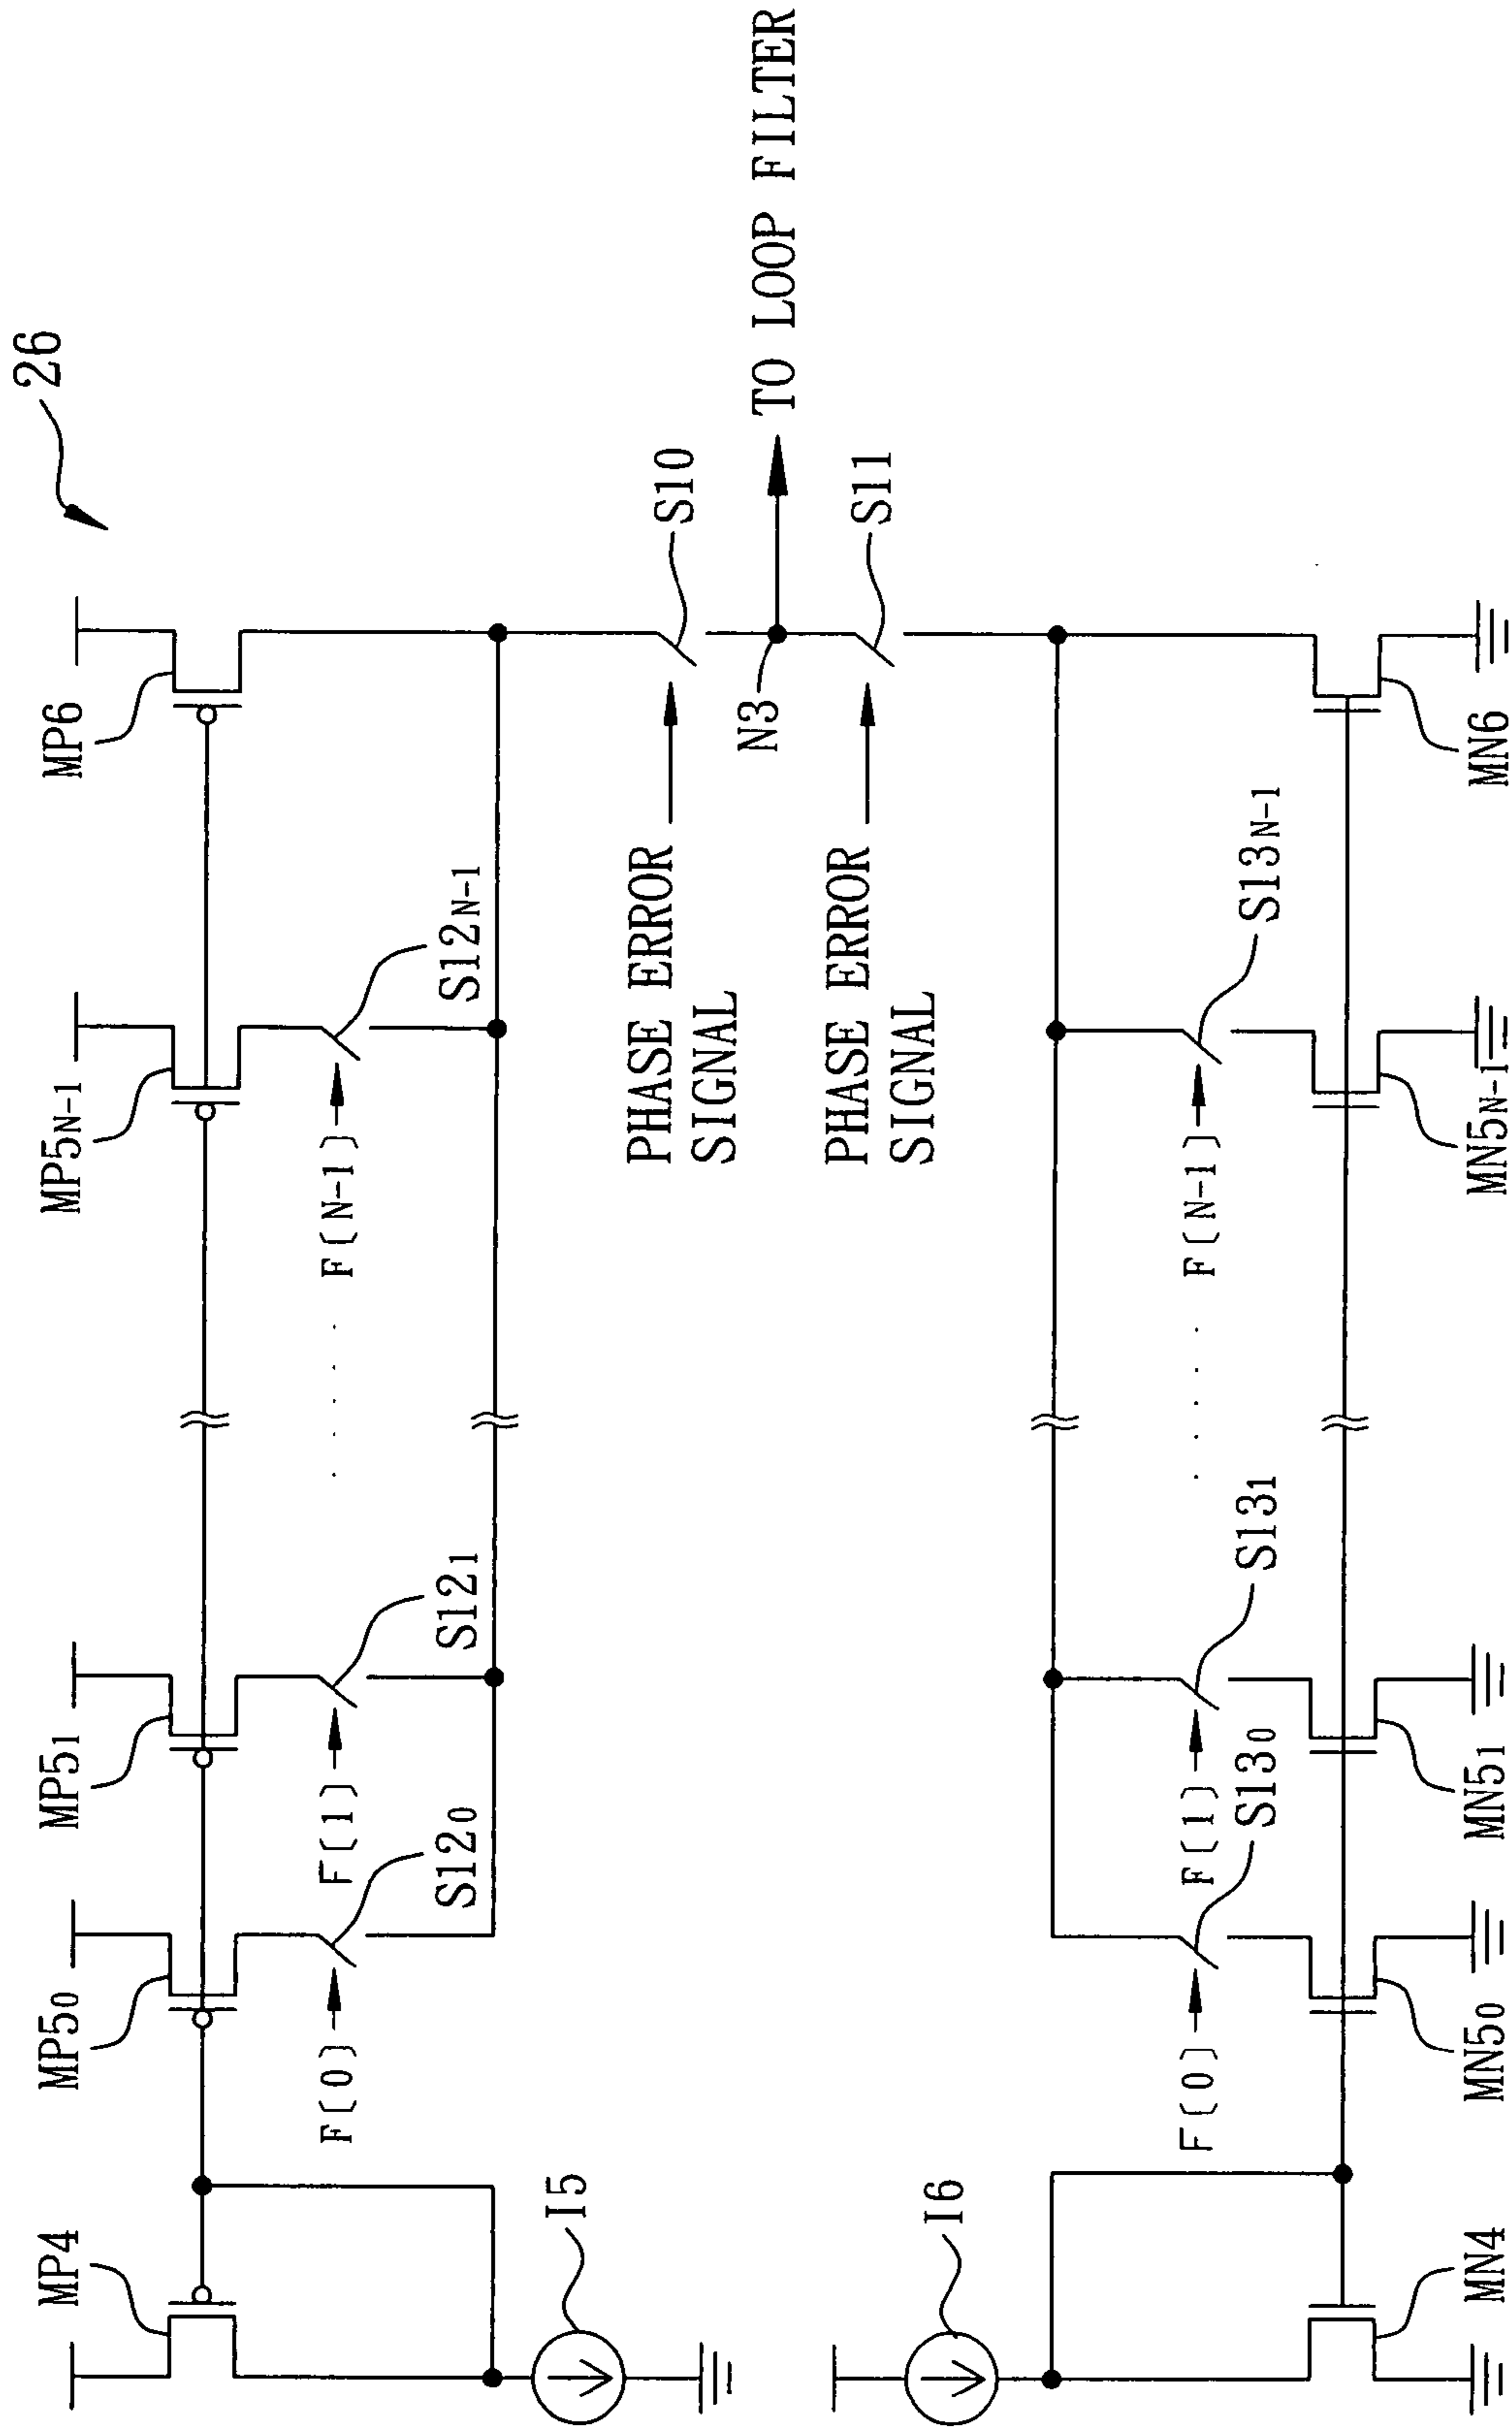 26
MP4
MP50
MP51
MP5N-1
MP6
F(0)
F(1)
F(N-1)
S120
S121
S12N-1
I5
PHASE ERROR
SIGNAL
S10
N3
TO LOOP FILTER
PHASE ERROR
SIGNAL
S11
I6
F(0)
F(1)
F(N-1)
S130
S131
S13N-1
MN4
MN50
MN51
MN5N-1
MN6